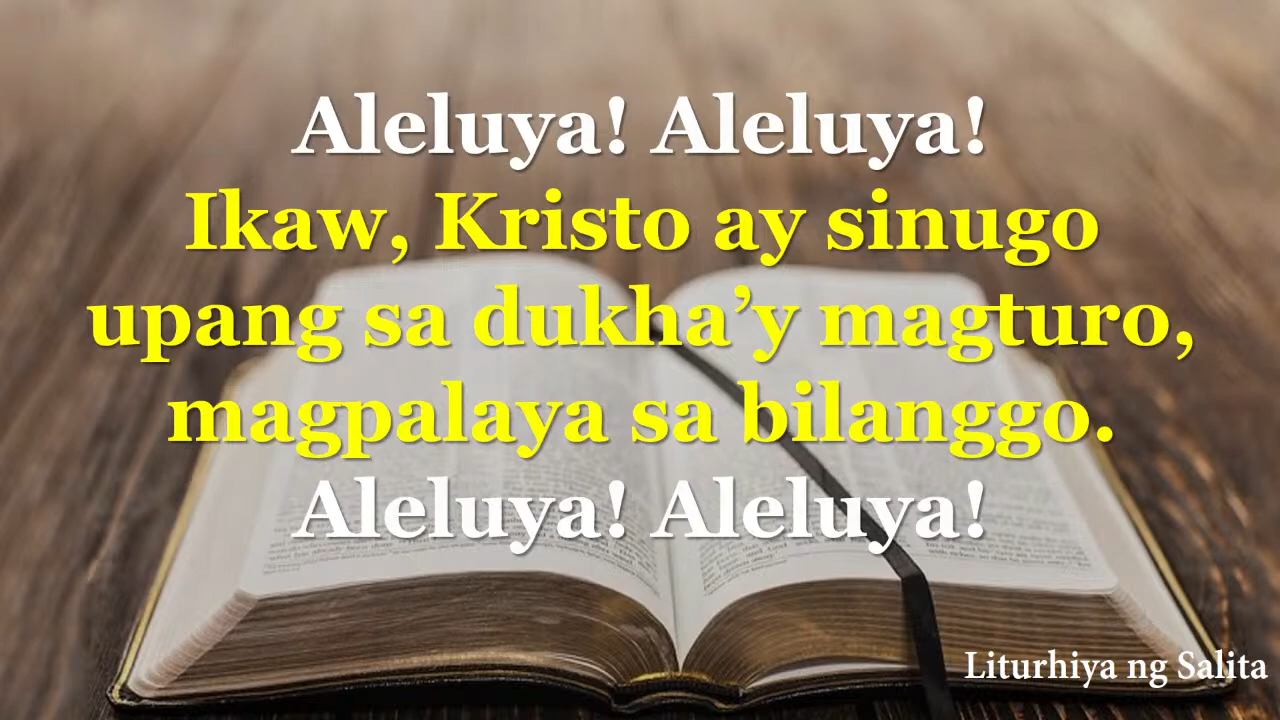 Aleluya! Aleluya!
Ikaw, Kristo ay sinugo
upang sa dukha’y magturo,
magpalaya sa bilanggo.
Aleluya! Aleluya!
Liturhiya ng Salita